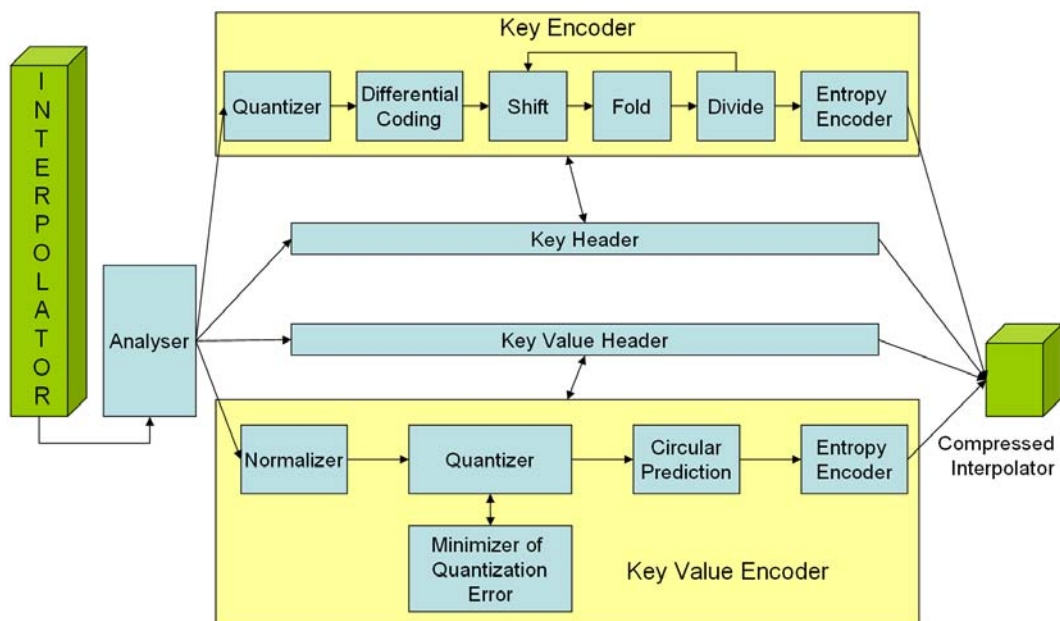 INTERPOLATOR
Key Encoder
Quantizer
Differential
Coding
Shift
Fold
Divide
Entropy
Encoder
Key Header
Analyser
Key Value Header
Normalizer
Quantizer
Circular
Prediction
Entropy
Encoder
Compressed
Interpolator
Minimizer of
Quantization
Error
Key Value Encoder